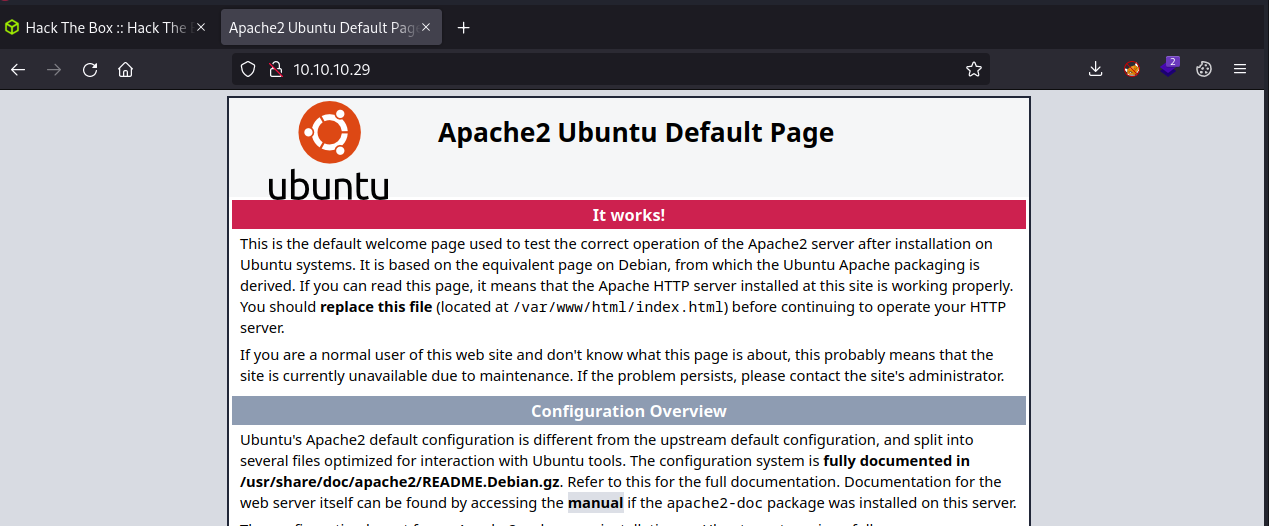 Hack The Box :: Hack The
Apache2 Ubuntu Default Page
10.10.10.29
2
ubuntu
Apache2 Ubuntu Default Page
It works!
This is the default welcome page used to test the correct operation of the Apache2 server after installation on
Ubuntu systems. It is based on the equivalent page on Debian, from which the Ubuntu Apache packaging is
derived. If you can read this page, it means that the Apache HTTP server installed at this site is working properly.
You should replace this file (located at /var/www/html/index.html) before continuing to operate your HTTP
server.
If you are a normal user of this web site and don't know what this page is about, this probably means that the
site is currently unavailable due to maintenance. If the problem persists, please contact the site's administrator.
Configuration Overview
Ubuntu's Apache2 default configuration is different from the upstream default configuration, and split into
several files optimized for interaction with Ubuntu tools. The configuration system is fully documented in
/usr/share/doc/apache2/README.Debian.gz. Refer to this for the full documentation. Documentation for the
web server itself can be found by accessing the manual if the apache2-doc package was installed on this server.